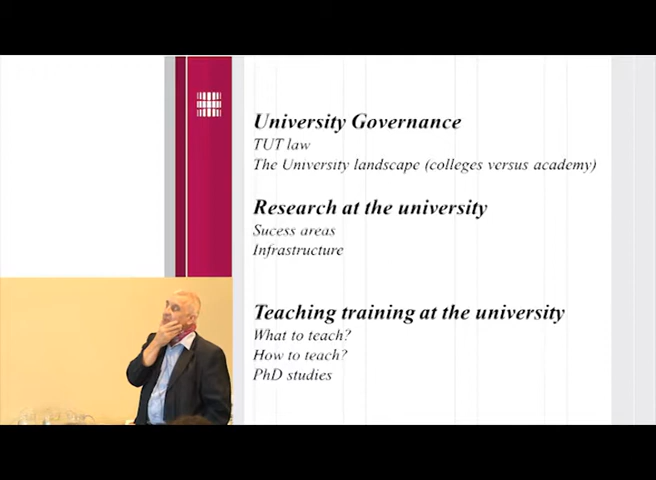 University Governance
TUT law
The University landscape (colleges versus academy)
Research at the university
Sucess areas
Infrastructure
Teaching training at the university
What to teach?
How to teach?
PhD studies